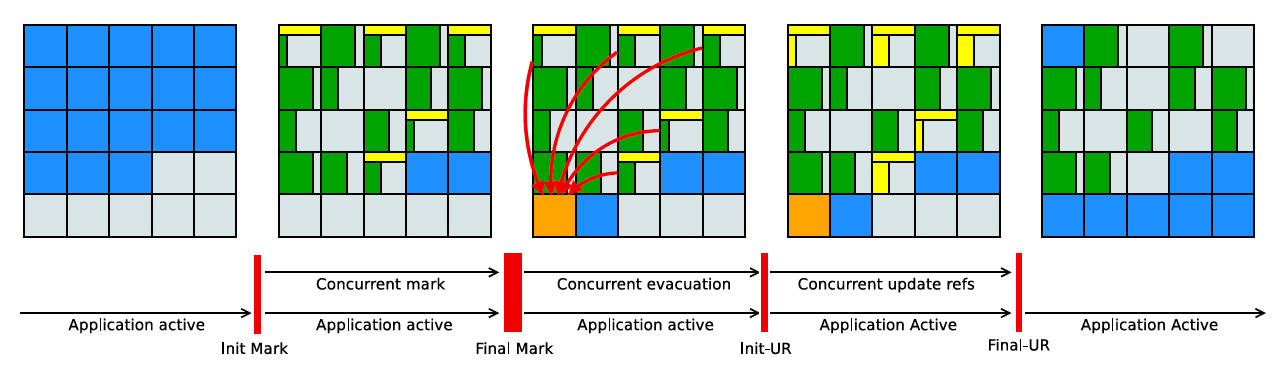 Concurrent mark
Concurrent evacuation
Concurrent update refs
Application active
Application active
Application active
Application Active
Application Active
Init Mark
Final Mark
Init-UR
Final-UR